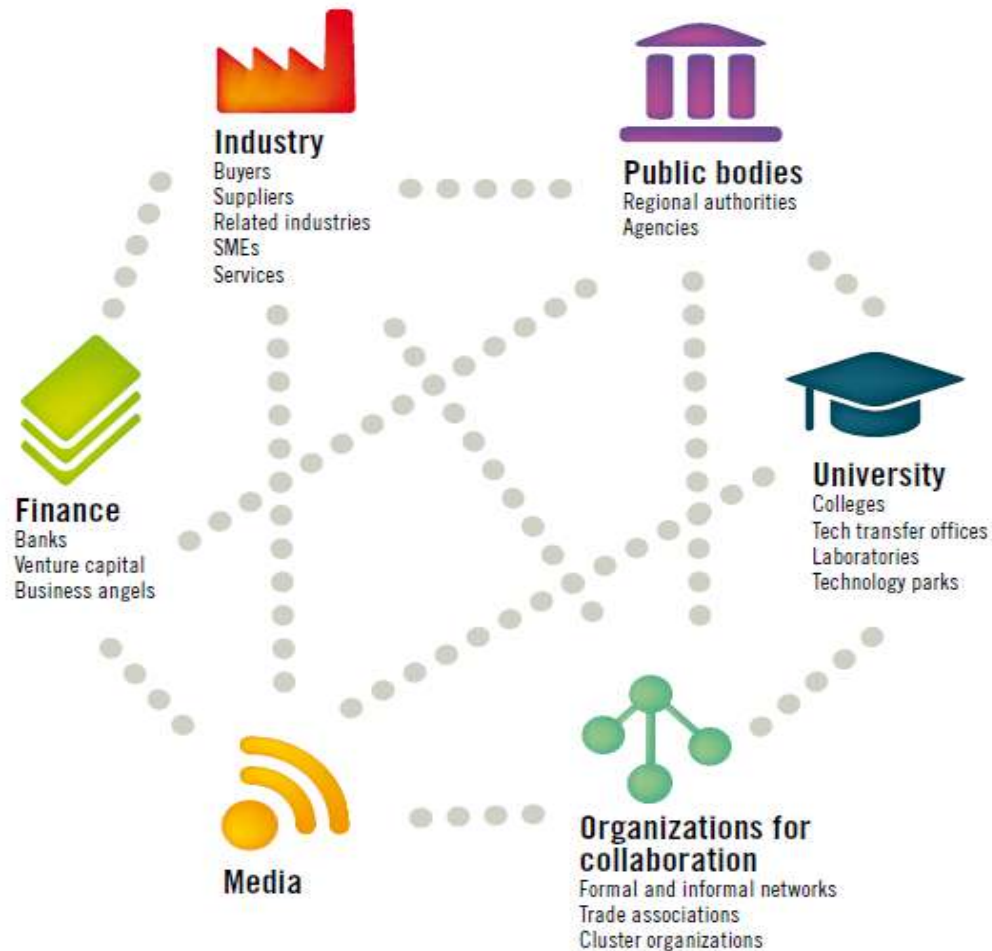 Industry
Buyers
Suppliers
Related industries
SMEs
Services
Public bodies
Regional authorities
Agencies
Finance
Banks
Venture capital
Business angels
University
Colleges
Tech transfer offices
Laboratories
Technology parks
Media
Organizations for
collaboration
Formal and informal networks
Trade associations
Cluster organizations